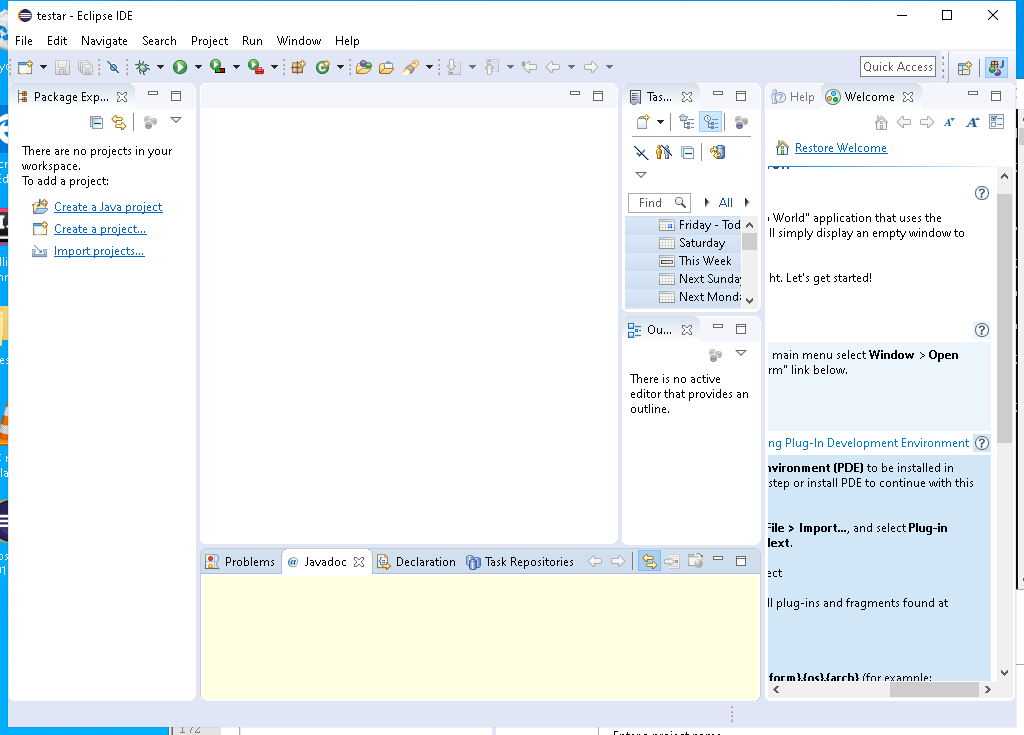 testar - Eclipse IDE
File Edit Navigate Search Project Run Window Help
Quick Access
Package Exp...
There are no projects in your
workspace.
To add a project:
Create a Java project
Create a project...
Import projects...
Tas...
Find
All
Friday - Tod
Saturday
This Week
Next Sunday
Next Mond
Ou...
There is no active
editor that provides an
outline.
Help Welcome
Restore Welcome
World" application that uses the
ll simply display an empty window to
ht. Let's get started!
main menu select Window > Open
rm" link below.
ng Plug-In Development Environment
nvironment (PDE) to be installed in
step or install PDE to continue with this
File > Import..., and select Plug-in
Next.
ect
ll plug-ins and fragments found at
form}.{os}.{arch} (for example:
Problems @ Javadoc Declaration Task Repositories
172
Enter a project name